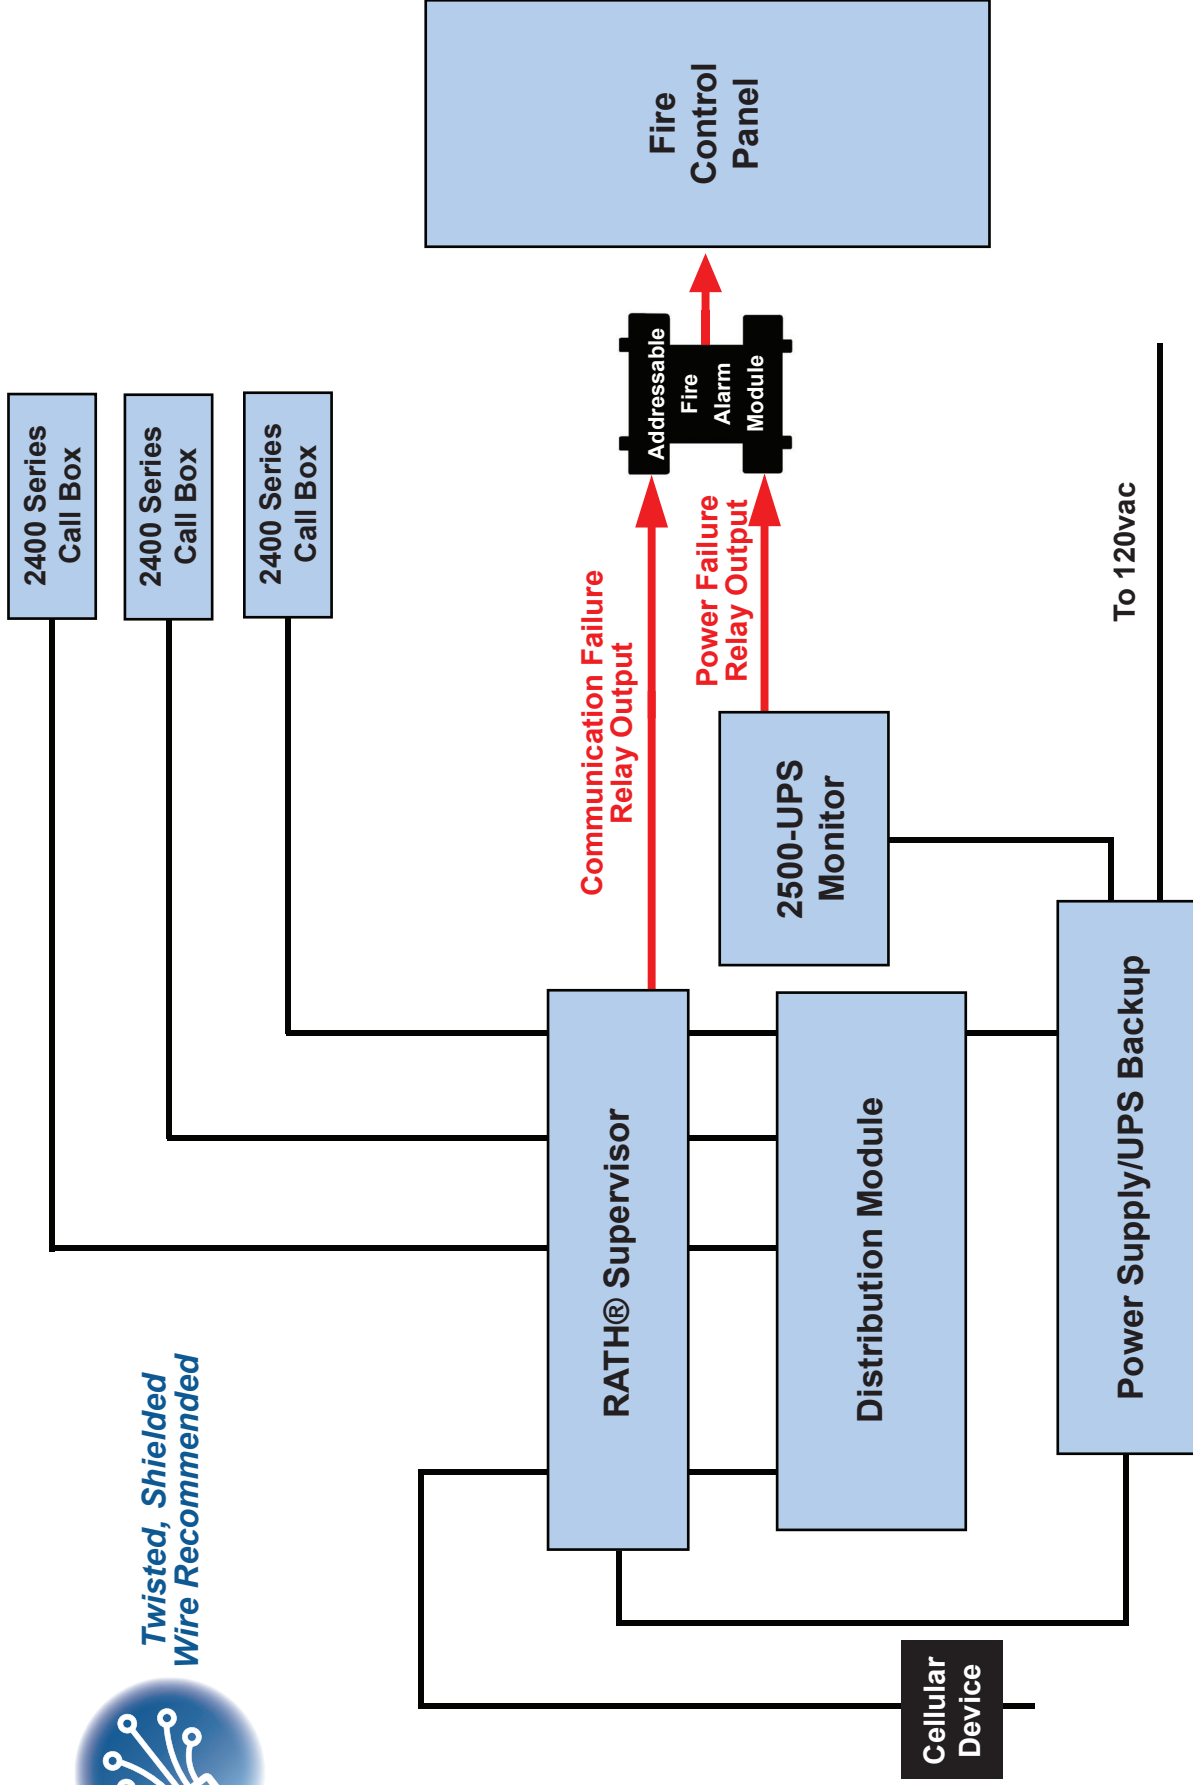 Twisted, Shielded
Wire Recommended
2400 Series
Call Box
2400 Series
Call Box
2400 Series
Call Box
RATH® Supervisor
Communication Failure
Relay Output
Addressable
Fire
Alarm
Module
Fire
Control
Panel
Distribution Module
2500-UPS
Monitor
Power Failure
Relay Output
Cellular
Device
Power Supply/UPS Backup
To 120vac